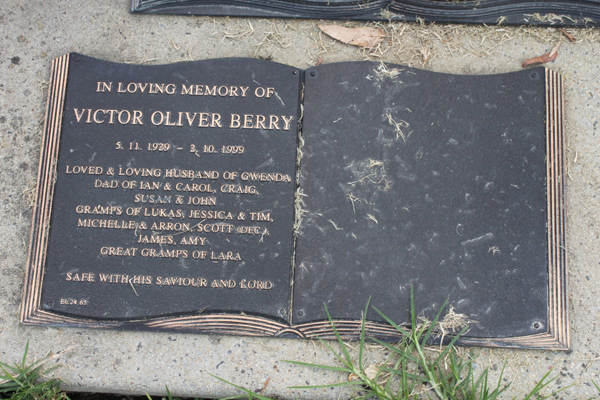 IN LOVING MEMORY OF
VICTOR OLIVER BERRY
5. 11. 1929 - 2. 10. 1999
LOVED & LOVING HUSBAND OF GWENDA
DAD OF IAN & CAROL, CRAIG,
SUSAN & JOHN
GRAMPS OF LUKAS, JESSICA & TIM,
MICHELLE & ARRON, SCOTT (DEC.),
JAMES, AMY
GREAT GRAMPS OF LARA
SAFE WITH HIS SAVIOUR AND LORD
BL24 65